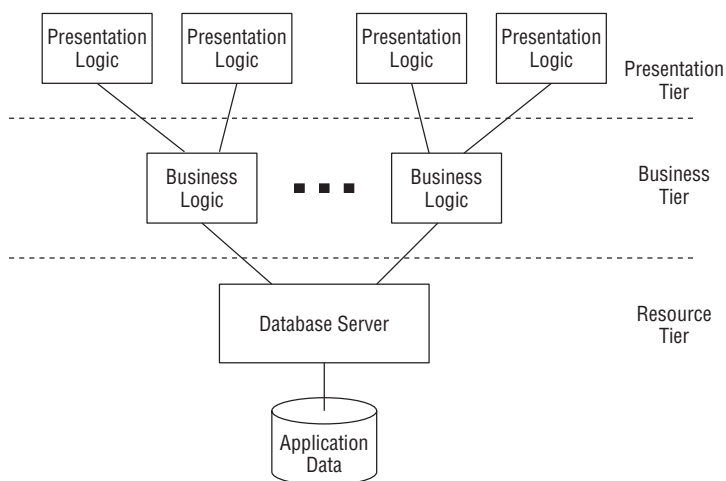 Presentation
Logic
Presentation
Logic
Presentation
Logic
Presentation
Logic
Presentation
Tier
Business
Logic
Business
Logic
Business
Tier
Database Server
Resource
Tier
Application
Data